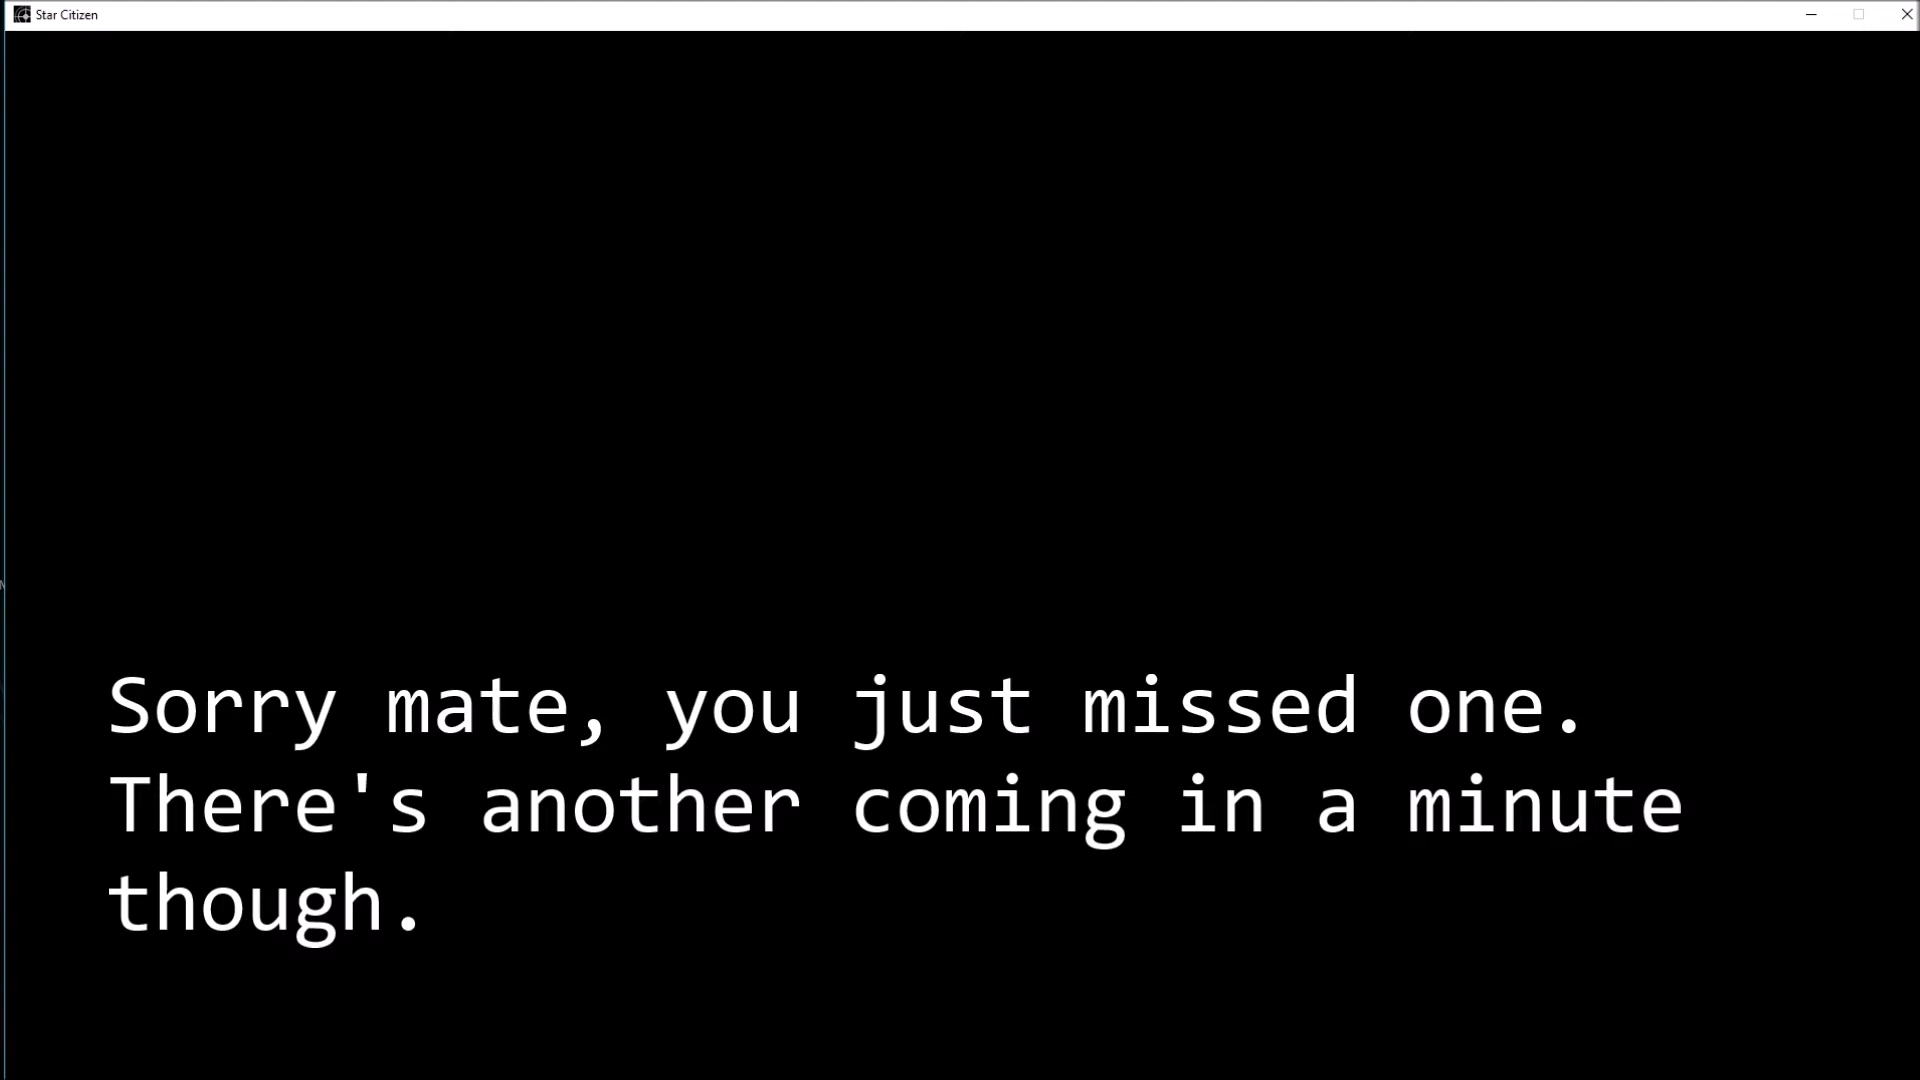 Star Citizen
Sorry mate, you just missed one.
There's another coming in a minute
though.